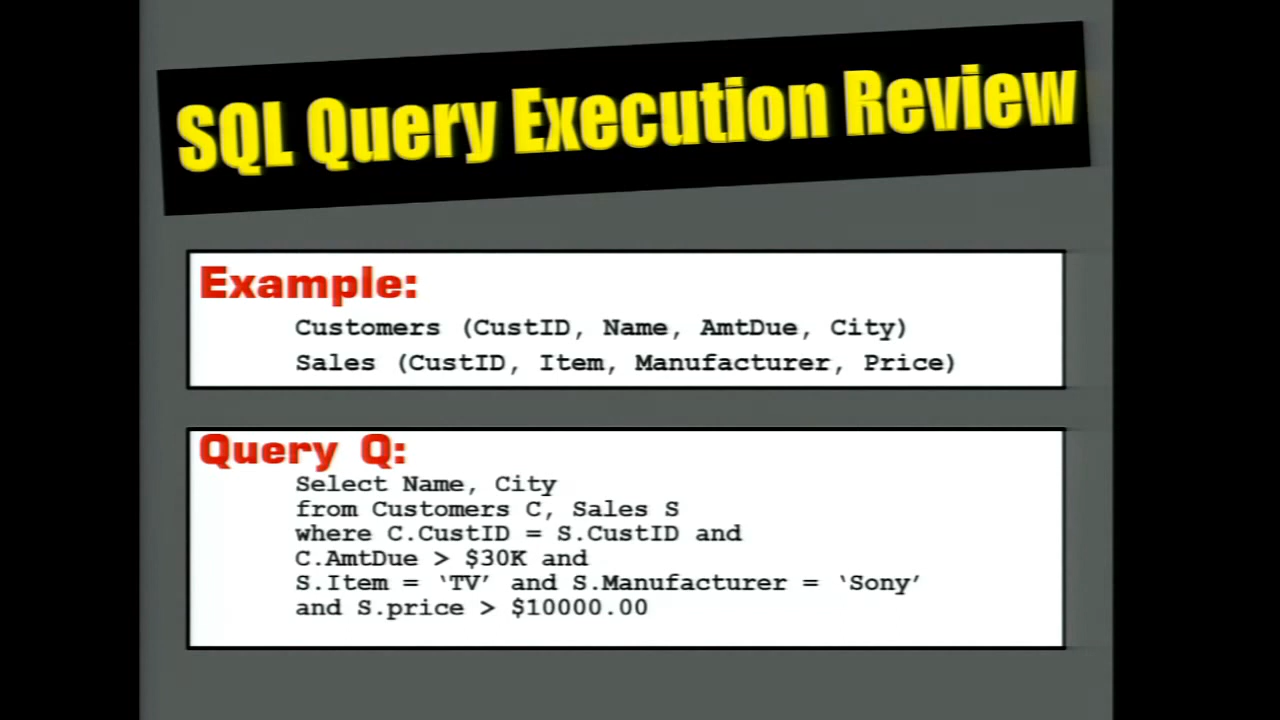 SQL Query Execution Review
Example:
Customers (CustID, Name, AmtDue, City)
Sales (CustID, Item, Manufacturer, Price)
Query Q:
Select Name, City
from Customers C, Sales S
where C.CustID = S.CustID and
C.AmtDue > $30K and
S.Item = ‘TV’ and S.Manufacturer = ‘Sony’
and S.price > $10000.00